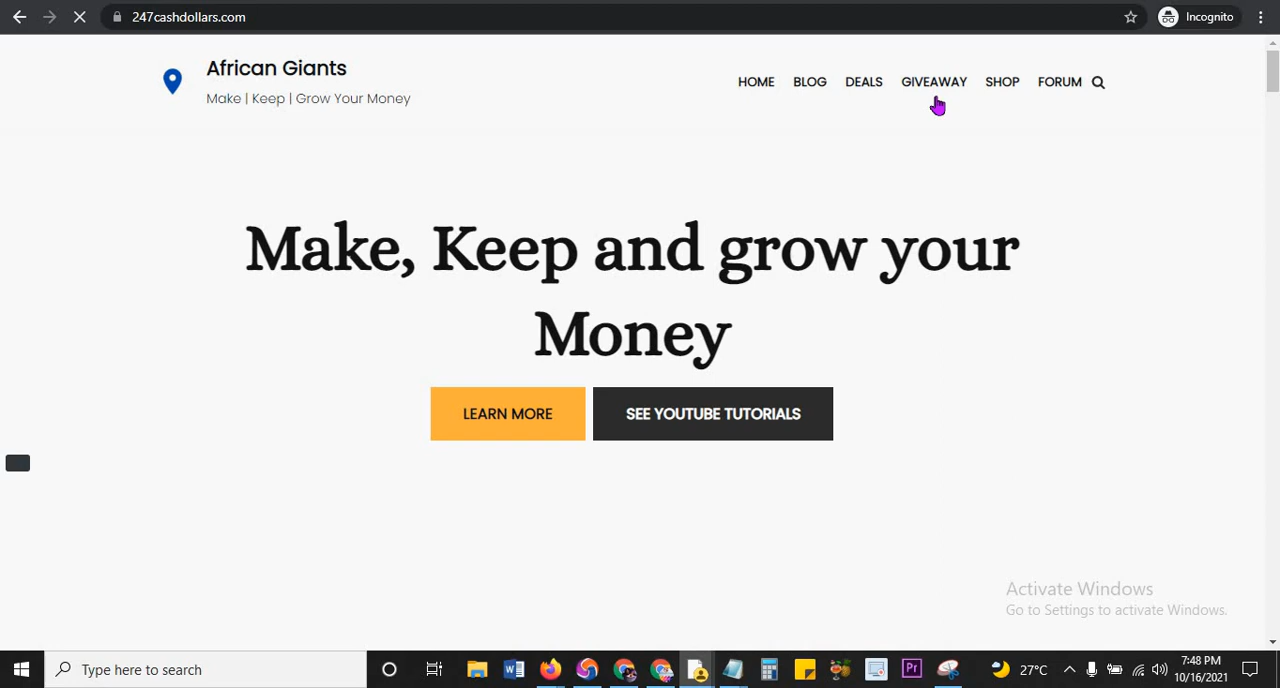 247cashdollars.com
Incognito
African Giants
Make | Keep | Grow Your Money
HOME BLOG DEALS GIVEAWAY SHOP FORUM
Make, Keep and grow your
Money
LEARN MORE
SEE YOUTUBE TUTORIALS
Activate Windows
Go to Settings to activate Windows.
Type here to search
W
Pr
27°C
7:48 PM
10/16/2021